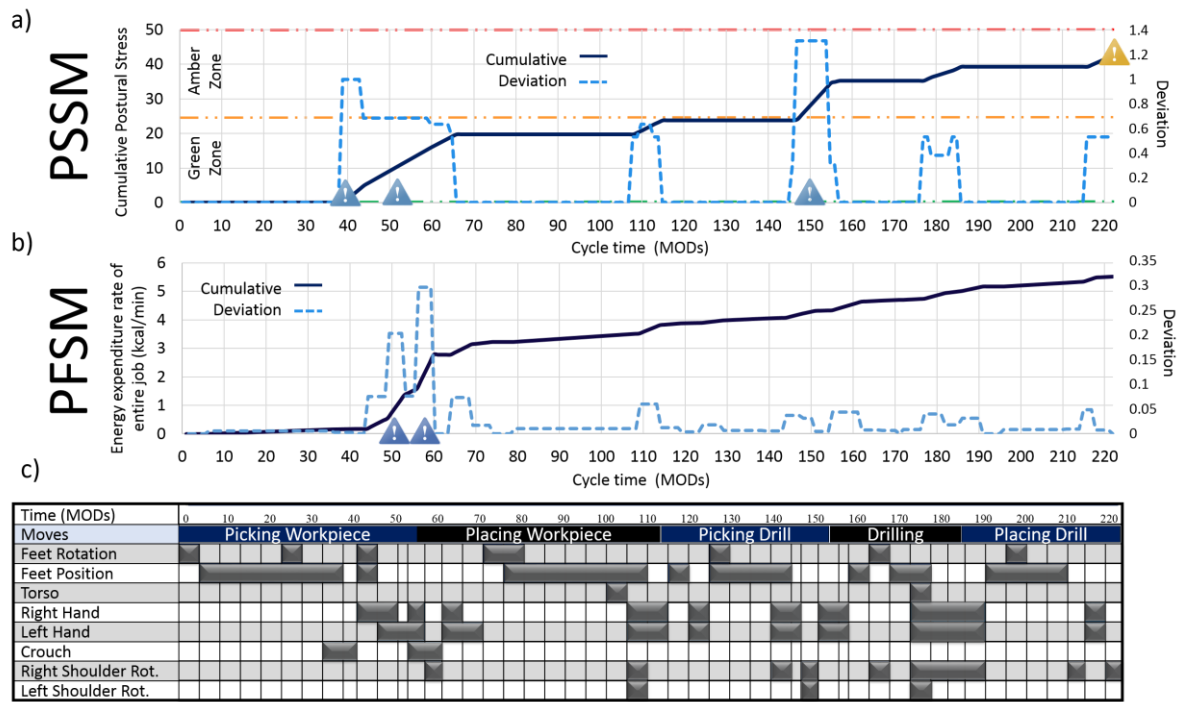 a)
PSSM
Cumulative Postural Stress
50
40
30
20
10
0
Amber
Zone
Green
Zone
Cumulative
Deviation
1.4
1.2
1
0.8
0.6
0.4
0.2
0
Deviation
0 10 20 30 40 50 60 70 80 90 100 110 120 130 140 150 160 170 180 190 200 210 220
Cycle time (MODs)
b)
PFSM
Energy expenditure rate of
entire job (kcal/min)
6
5
4
3
2
1
0
Cumulative
Deviation
0.35
0.3
0.25
0.2
0.15
0.1
0.05
0
Deviation
0 10 20 30 40 50 60 70 80 90 100 110 120 130 140 150 160 170 180 190 200 210 220
Cycle time (MODs)
c)
Time (MODs) 0 10 20 30 40 50 60 70 80 90 100 110 120 130 140 150 160 170 180 190 200 210 220
Moves Picking Workpiece Placing Workpiece Picking Drill Drilling Placing Drill
Feet Rotation
Feet Position
Torso
Right Hand
Left Hand
Crouch
Right Shoulder Rot.
Left Shoulder Rot.